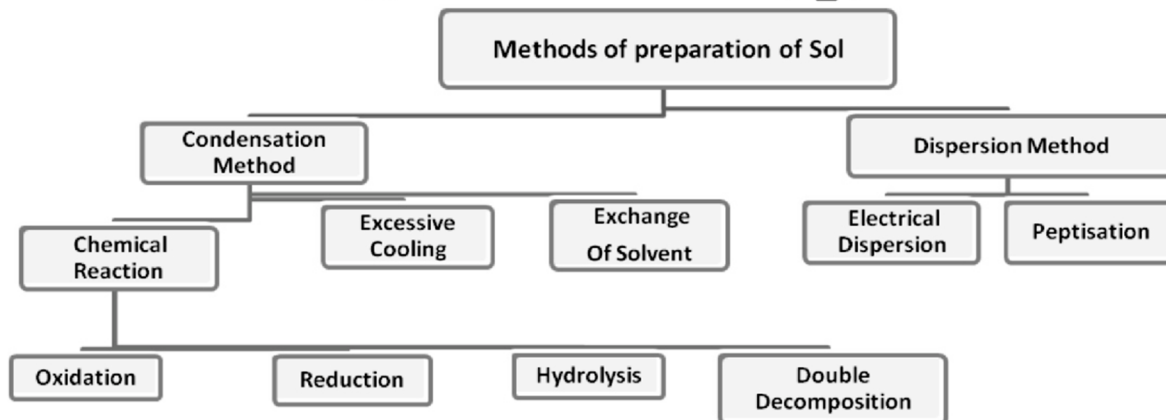 Methods of preparation of Sol
Condensation
Method
Dispersion Method
Chemical
Reaction
Excessive
Cooling
Exchange
Of Solvent
Electrical
Dispersion
Peptisation
Oxidation
Reduction
Hydrolysis
Double
Decomposition